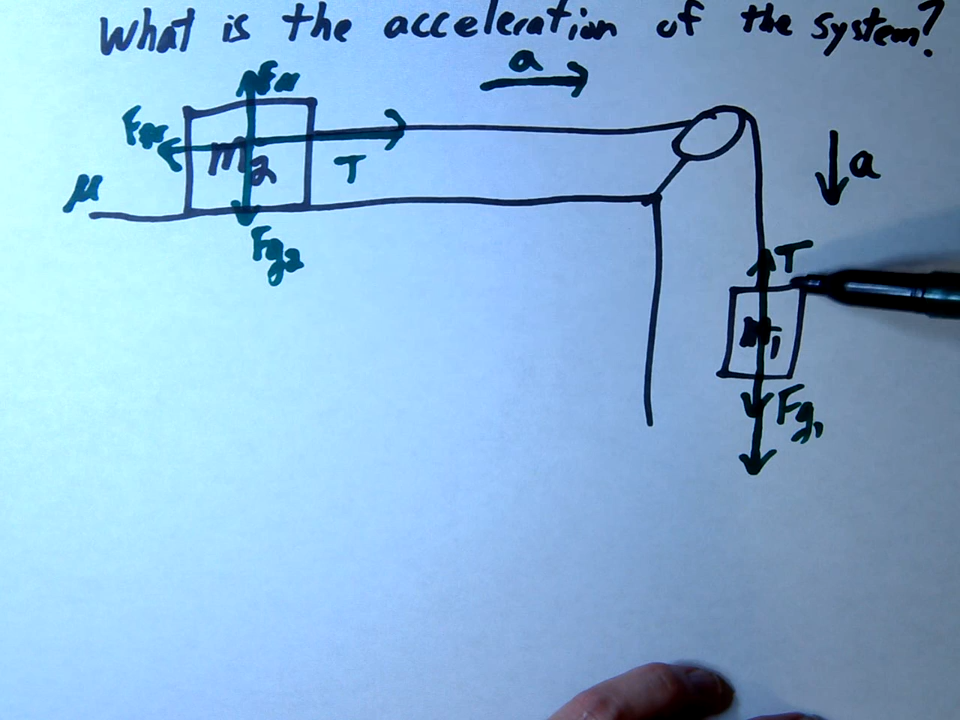 What is the acceleration of the system?
a
FN
Ffr
m2
T
μ
a
Fg2
T
m1
Fg1